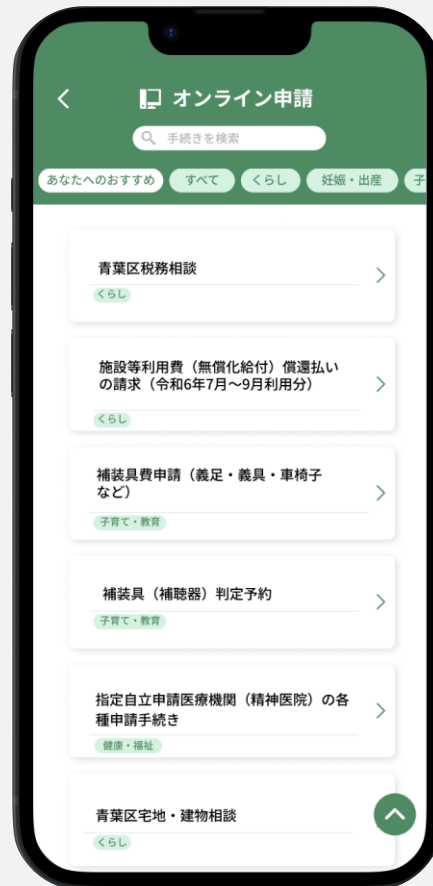 オンライン申請
手続きを検索
あなたへのおすすめ
すべて
くらし
妊娠・出産
子
青葉区税務相談
くらし
施設等利用費（無償化給付）償還払い
の請求（令和6年7月〜9月利用分）
くらし
補装具費申請（義足・義具・車椅子
など）
子育て・教育
補装具（補聴器）判定予約
子育て・教育
指定自立申請医療機関（精神医院）の各
種申請手続き
健康・福祉
青葉区宅地・建物相談
くらし